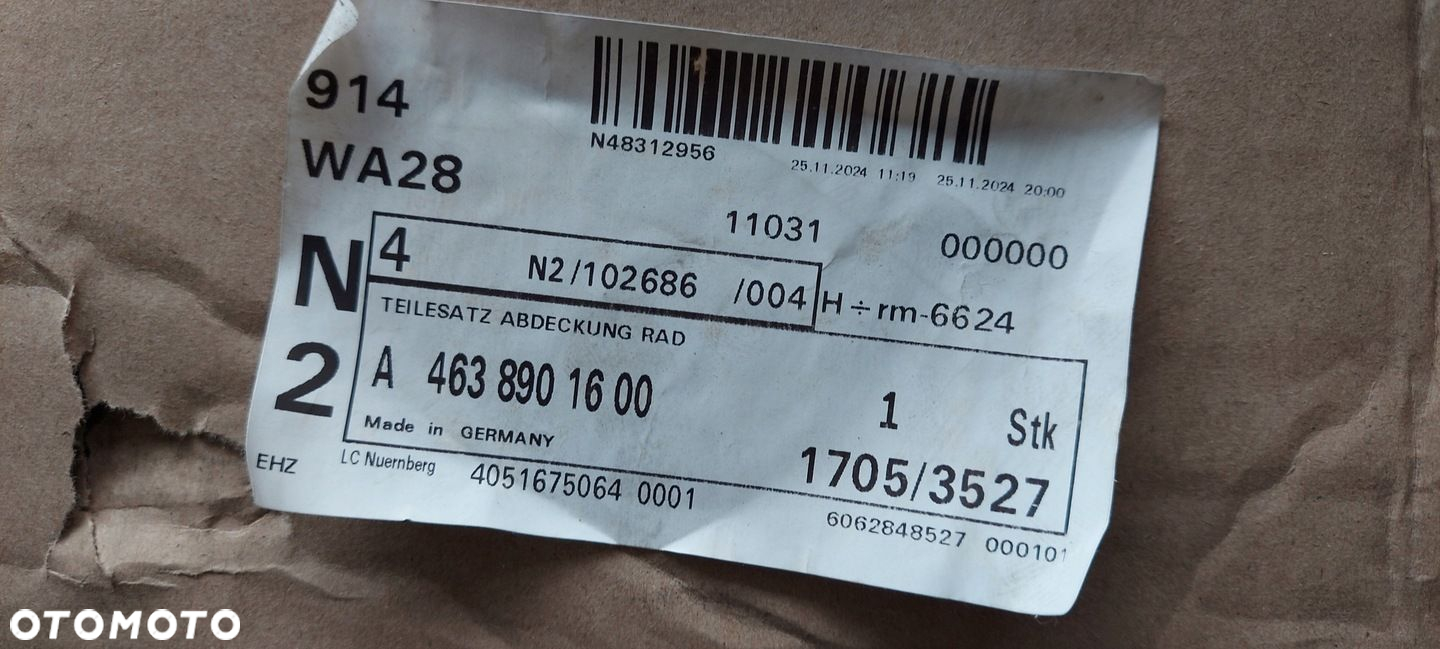 914
N48312956
25.11.2024 11:19 25.11.2024 20:00
WA28
11031 000000
N
2
4 N2/102686 /004 H÷rm-6624
TEILESATZ ABDECKUNG RAD
A 463 890 16 00 1 Stk
Made in GERMANY 1705/3527
EHZ LC Nuernberg 4051675064 0001
6062848527 000101
OTOMOTO